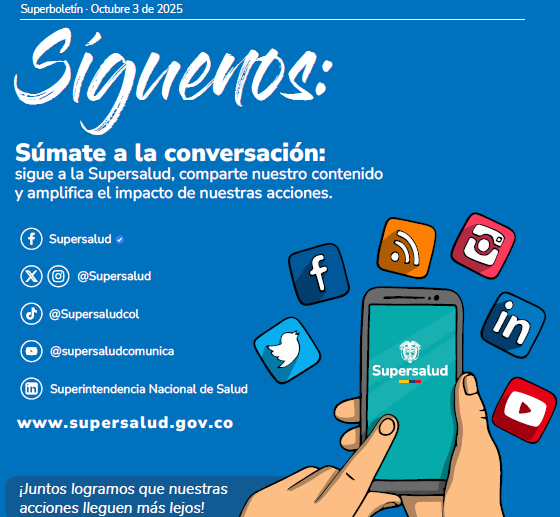 Superboletín - Octubre 3 de 2025
Síguenos:
Súmate a la conversación:
sigue a la Supersalud, comparte nuestro contenido
y amplifica el impacto de nuestras acciones.
Supersalud
@Supersalud
@Supersaludcol
@supersaludcomunica
Superintendencia Nacional de Salud
www.supersalud.gov.co
Supersalud
¡Juntos logramos que nuestras
acciones lleguen más lejos!